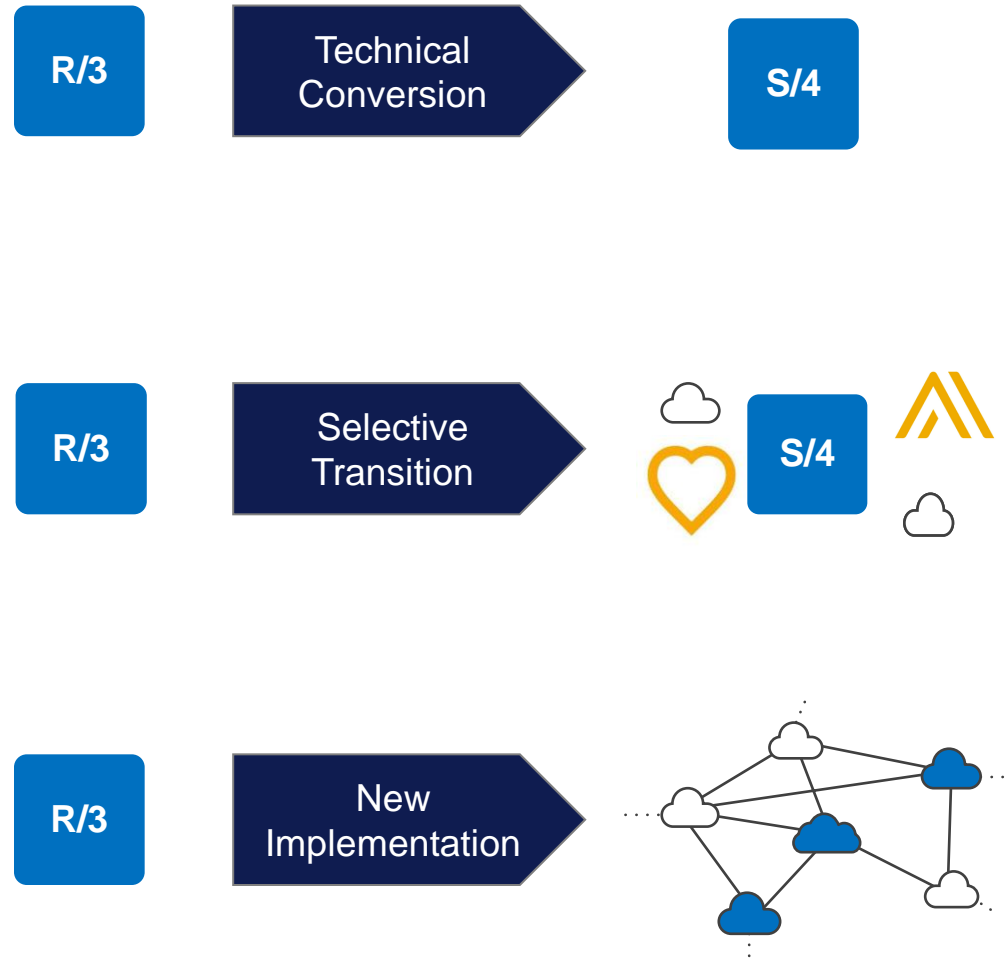 R/3
Technical
Conversion
S/4
R/3
Selective
Transition
S/4
R/3
New
Implementation